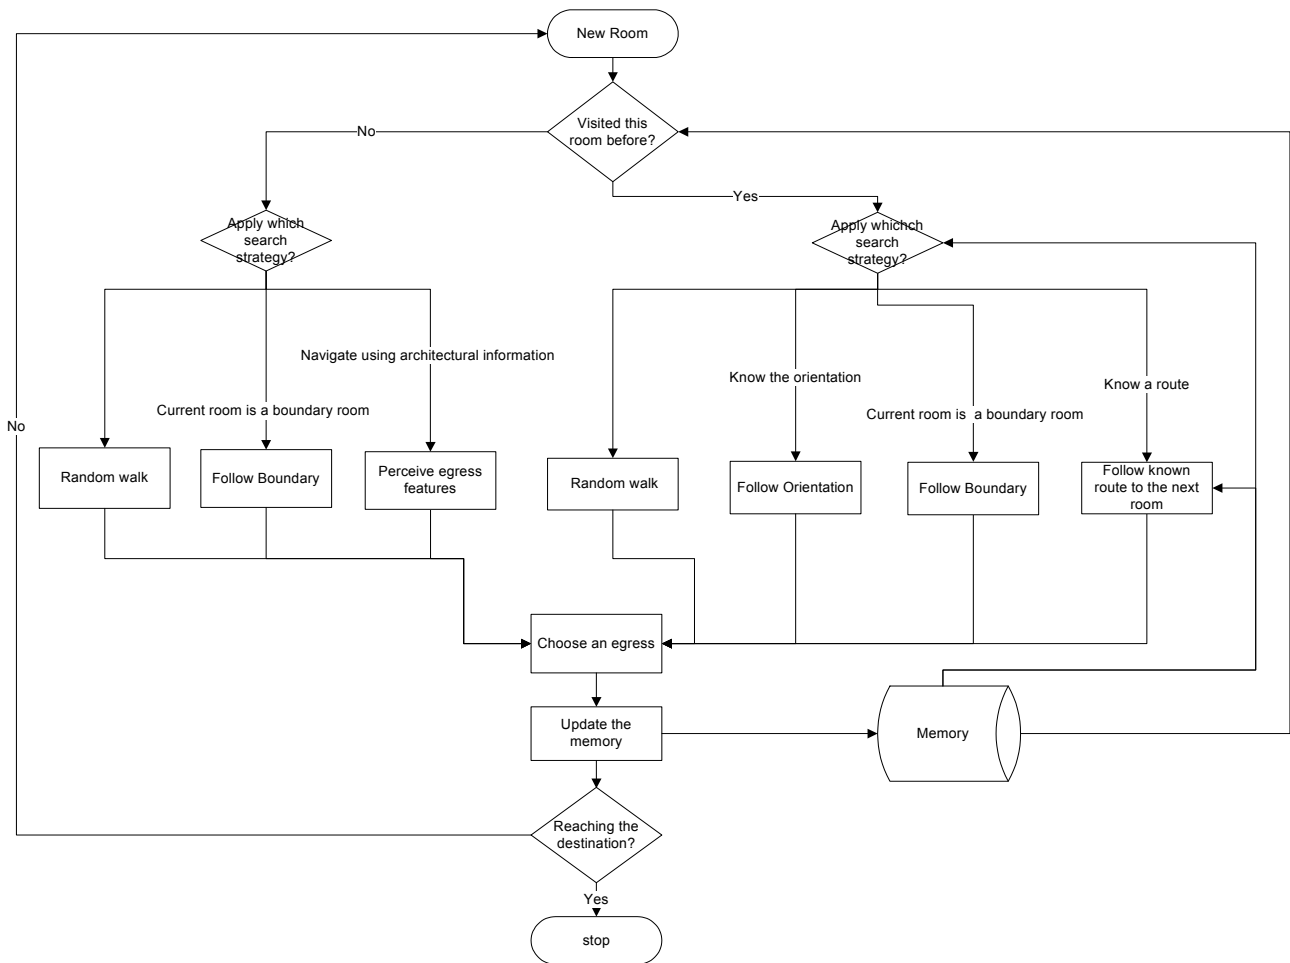 New Room
Visited this
room before?
No
Yes
Apply which
search
strategy?
Apply whichch
search
strategy?
Navigate using architectural information
Current room is a boundary room
Know the orientation
Current room is  a boundary room
Know a route
No
Random walk
Follow Boundary
Perceive egress
features
Random walk
Follow Orientation
Follow Boundary
Follow known
route to the next
room
Choose an egress
Update the
memory
Memory
Reaching the
destination?
Yes
stop